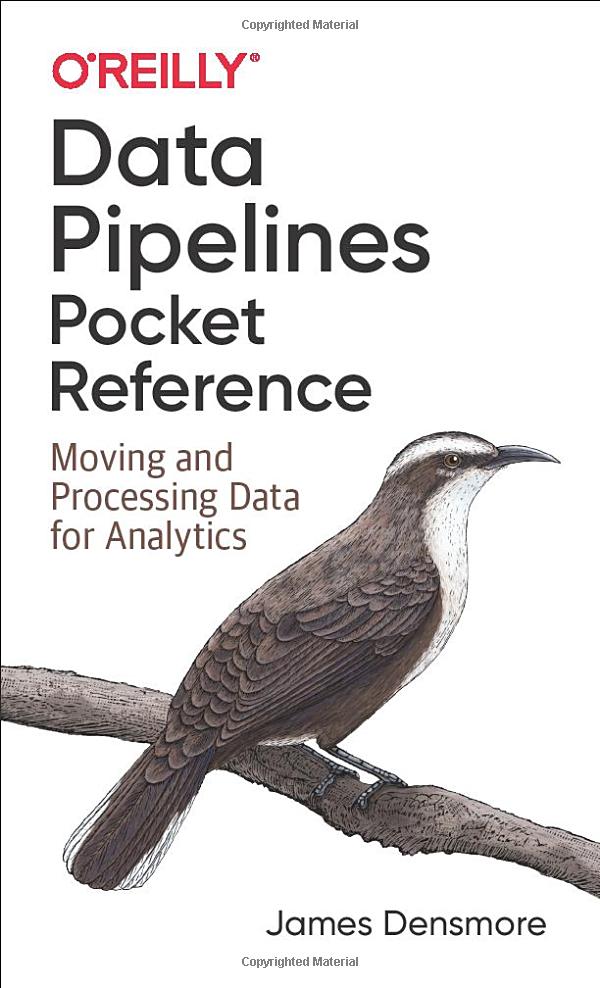 Copyrighted Material
O'REILLY®
Data
Pipelines
Pocket
Reference
Moving and
Processing Data
for Analytics
James Densmore
Copyrighted Material